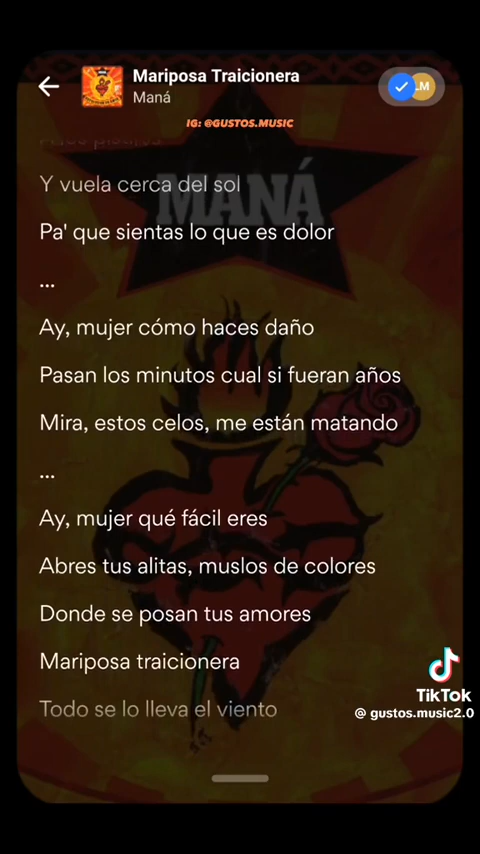 Mariposa Traicionera
Maná
LM
IG: @GUSTOS.MUSIC
MANÁ
Y vuela cerca del sol
Pa' que sientas lo que es dolor
...
Ay, mujer cómo haces daño
Pasan los minutos cual si fueran años
Mira, estos celos, me están matando
...
Ay, mujer qué fácil eres
Abres tus alitas, muslos de colores
Donde se posan tus amores
Mariposa traicionera
Todo se lo lleva el viento
TikTok
@ gustos.music2.0